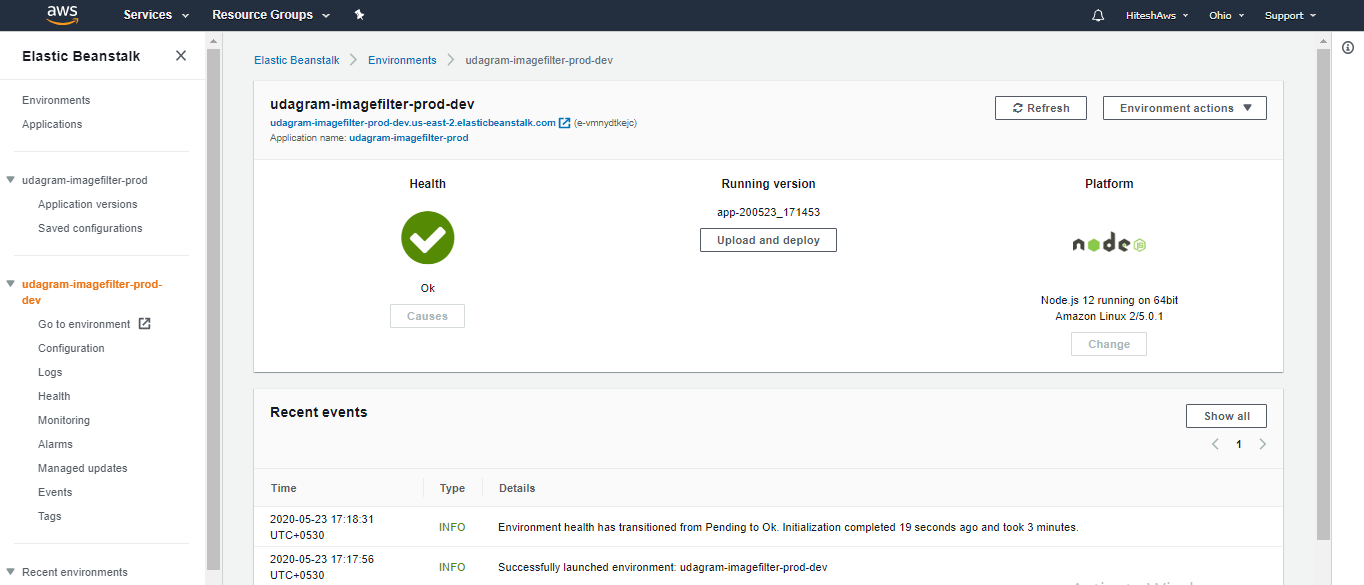 aws Services Resource Groups HiteshAws Ohio Support
Elastic Beanstalk
Environments
Applications
udagram-imagefilter-prod
Application versions
Saved configurations
udagram-imagefilter-prod-
dev
Go to environment
Configuration
Logs
Health
Monitoring
Alarms
Managed updates
Events
Tags
Recent environments
Elastic Beanstalk Environments udagram-imagefilter-prod-dev
udagram-imagefilter-prod-dev
udagram-imagefilter-prod-dev.us-east-2.elasticbeanstalk.com (e-vmnydtkejc)
Application name: udagram-imagefilter-prod
Refresh Environment actions
Health
Ok
Causes
Running version
app-200523_171453
Upload and deploy
Platform
node JS
Node.js 12 running on 64bit
Amazon Linux 2/5.0.1
Change
Recent events
Show all
1
Time Type Details
2020-05-23 17:18:31
UTC+0530
INFO
Environment health has transitioned from Pending to Ok. Initialization completed 19 seconds ago and took 3 minutes.
2020-05-23 17:17:56
UTC+0530
INFO
Successfully launched environment: udagram-imagefilter-prod-dev